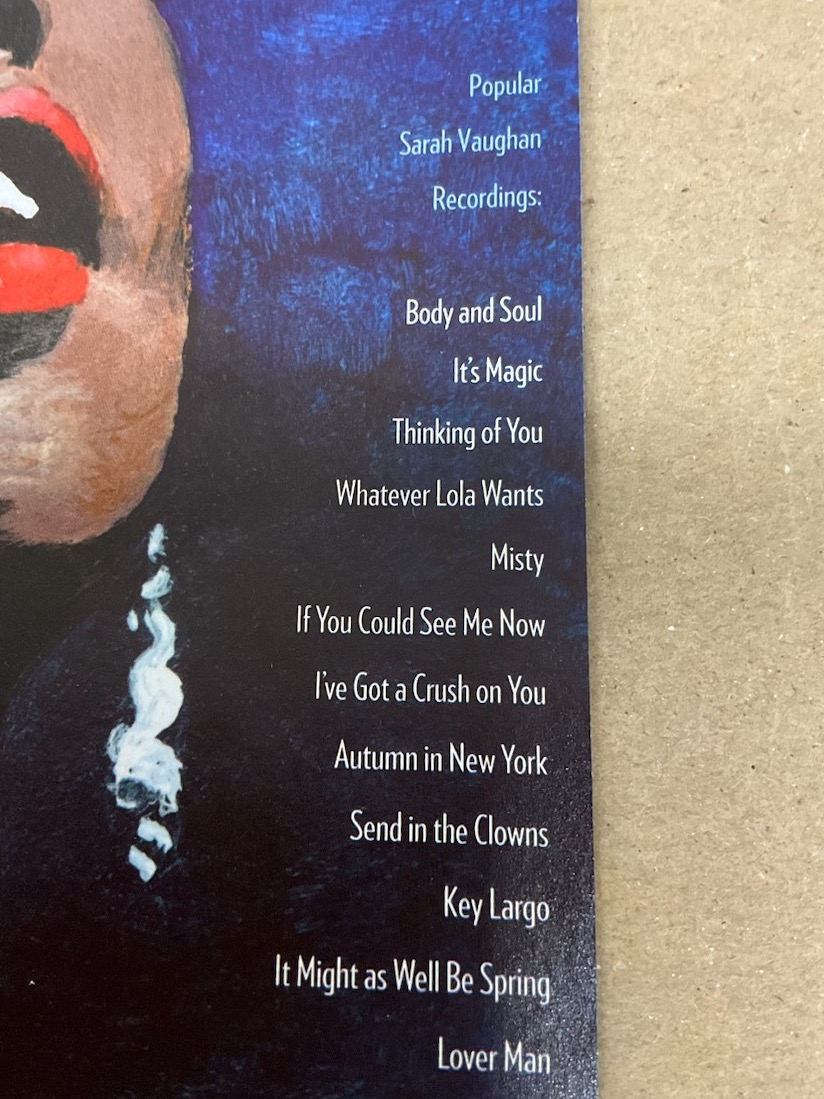 Popular
Sarah Vaughan
Recordings:
Body and Soul
It's Magic
Thinking of You
Whatever Lola Wants
Misty
If You Could See Me Now
I've Got a Crush on You
Autumn in New York
Send in the Clowns
Key Largo
It Might as Well Be Spring
Lover Man